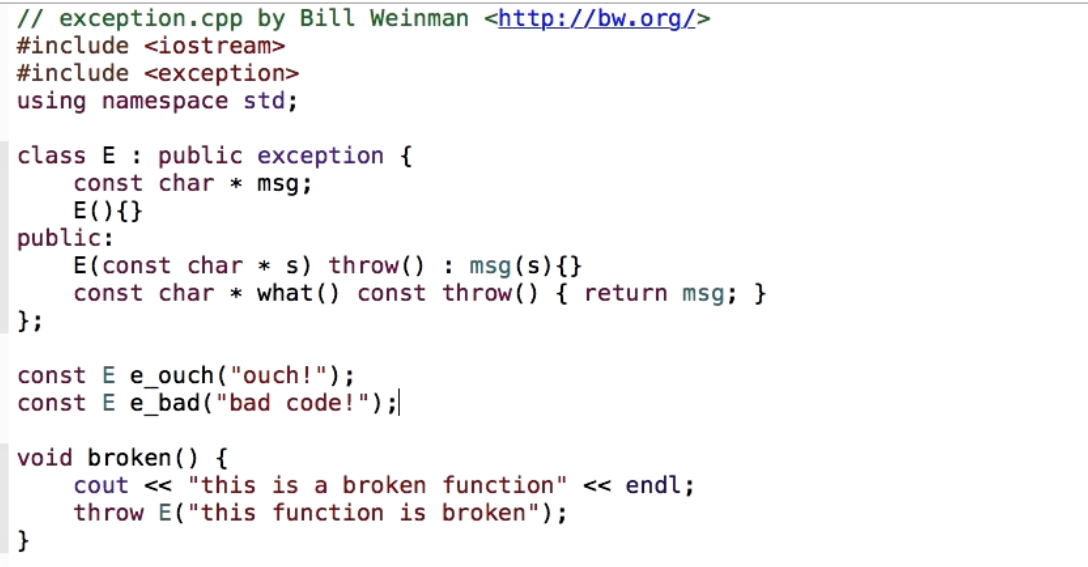 // exception.cpp by Bill Weinman <http://bw.org/>
#include <iostream>
#include <exception>
using namespace std;
class E : public exception {
    const char * msg;
    E(){}
public:
    E(const char * s) throw() : msg(s){}
    const char * what() const throw() { return msg; }
};
const E e_ouch("ouch!");
const E e_bad("bad code!");
void broken() {
    cout << "this is a broken function" << endl;
    throw E("this function is broken");
}